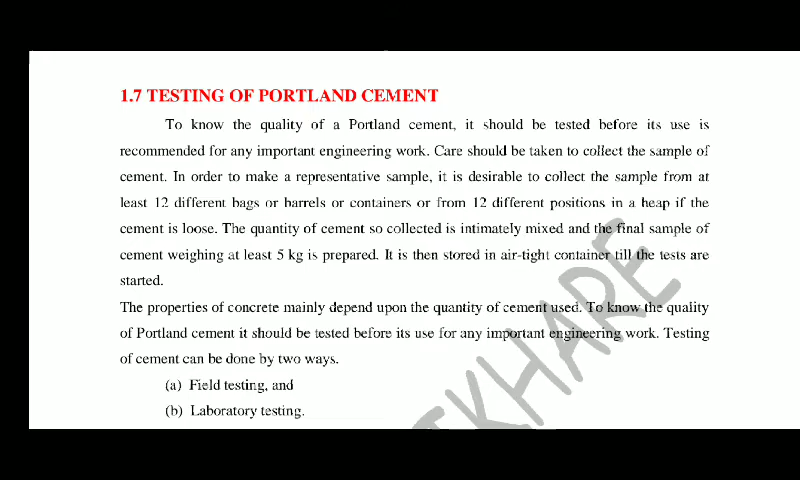 1.7 TESTING OF PORTLAND CEMENT
To know the quality of a Portland cement, it should be tested before its use is
recommended for any important engineering work. Care should be taken to collect the sample of
cement. In order to make a representative sample, it is desirable to collect the sample from at
least 12 different bags or barrels or containers or from 12 different positions in a heap if the
cement is loose. The quantity of cement so collected is intimately mixed and the final sample of
cement weighing at least 5 kg is prepared. It is then stored in air-tight container till the tests are
started.
The properties of concrete mainly depend upon the quantity of cement used. To know the quality
of Portland cement it should be tested before its use for any important engineering work. Testing
of cement can be done by two ways.
(a) Field testing, and
(b) Laboratory testing.